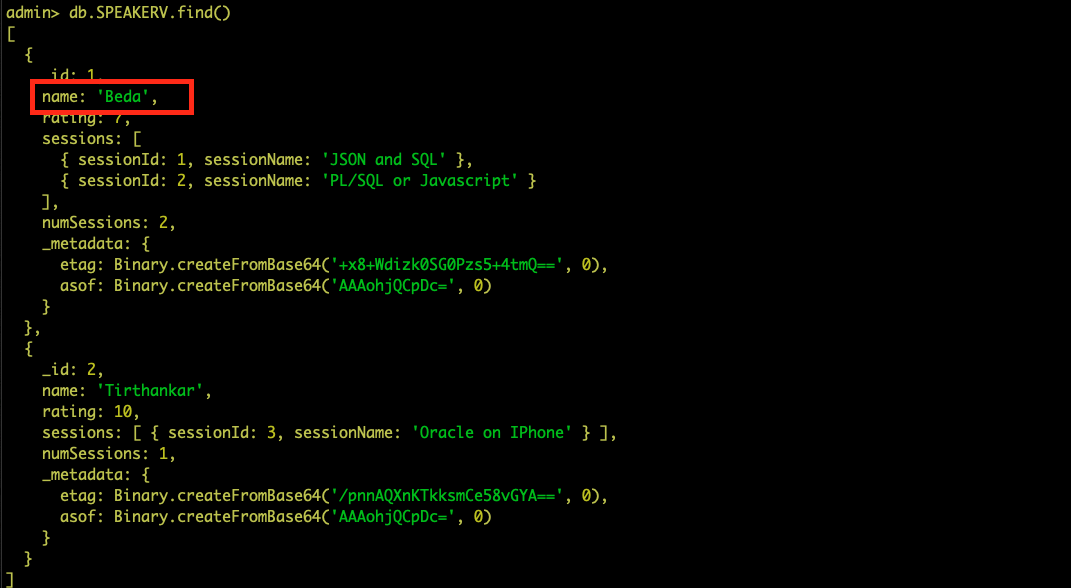 admin> db.SPEAKERV.find()
[
  {
    _id: 1,
    name: 'Beda',
    rating: 7,
    sessions: [
      { sessionId: 1, sessionName: 'JSON and SQL' },
      { sessionId: 2, sessionName: 'PL/SQL or Javascript' }
    ],
    numSessions: 2,
    _metadata: {
      etag: Binary.createFromBase64('+x8+Wdizk0SG0Pzs5+4tmQ==', 0),
      asof: Binary.createFromBase64('AAAohjQCpDc=', 0)
    }
  },
  {
    _id: 2,
    name: 'Tirthankar',
    rating: 10,
    sessions: [ { sessionId: 3, sessionName: 'Oracle on IPhone' } ],
    numSessions: 1,
    _metadata: {
      etag: Binary.createFromBase64('/pnnAQXnKTkksmCe58vGYA==', 0),
      asof: Binary.createFromBase64('AAAohjQCpDc=', 0)
    }
  }
]